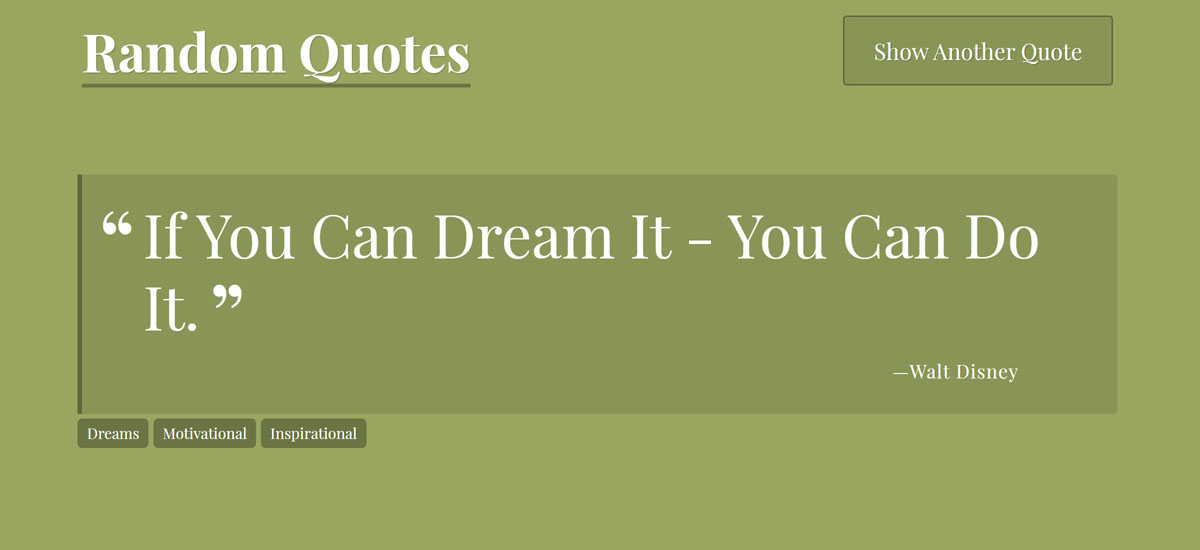 Random Quotes
Show Another Quote
“ If You Can Dream It – You Can Do
It. ”
—Walt Disney
Dreams Motivational Inspirational